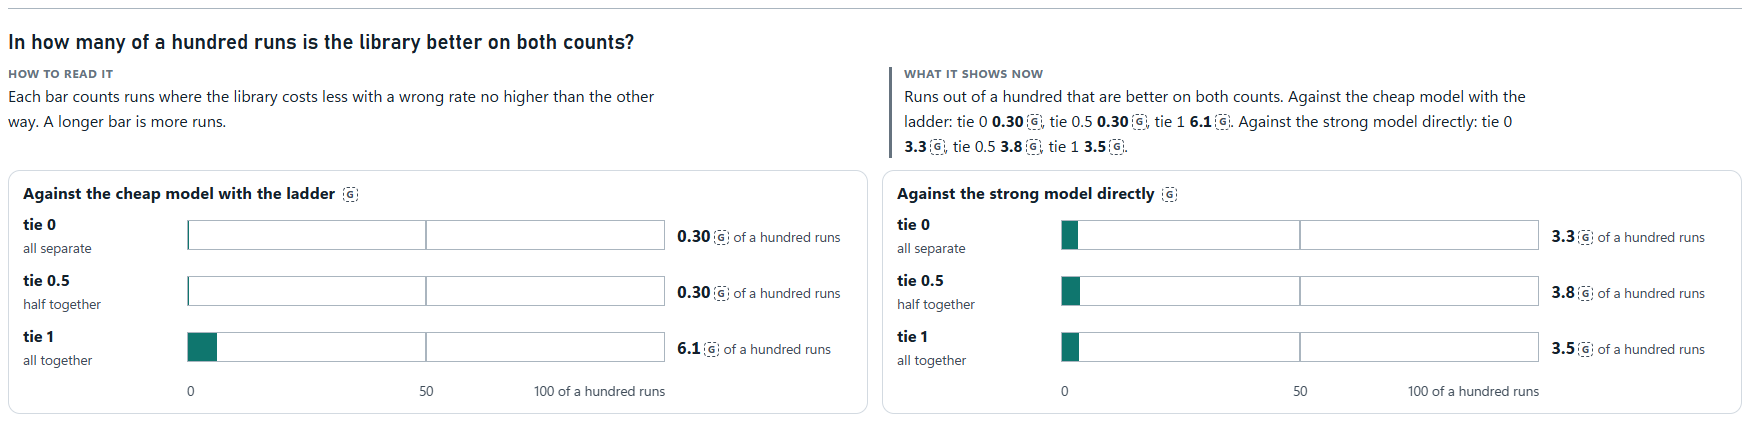 In how many of a hundred runs is the library better on both counts?
HOW TO READ IT
Each bar counts runs where the library costs less with a wrong rate no higher than the other
way. A longer bar is more runs.
WHAT IT SHOWS NOW
Runs out of a hundred that are better on both counts. Against the cheap model with the
ladder: tie 0 0.30 G, tie 0.5 0.30 G, tie 1 6.1 G. Against the strong model directly: tie 0
3.3 G, tie 0.5 3.8 G, tie 1 3.5 G.
Against the cheap model with the ladder G
tie 0
all separate
0.30 G of a hundred runs
tie 0.5
half together
0.30 G of a hundred runs
tie 1
all together
6.1 G of a hundred runs
0 50 100 of a hundred runs
Against the strong model directly G
tie 0
all separate
3.3 G of a hundred runs
tie 0.5
half together
3.8 G of a hundred runs
tie 1
all together
3.5 G of a hundred runs
0 50 100 of a hundred runs